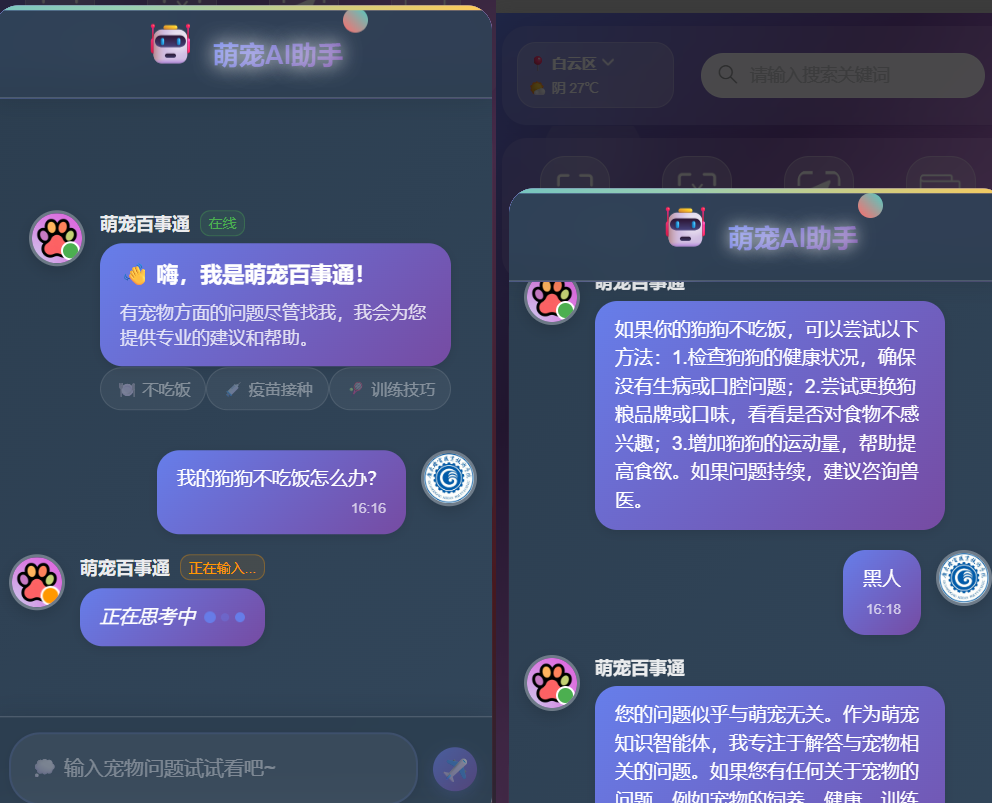 萌宠AI助手
萌宠百事通 在线
👋 嗨，我是萌宠百事通！
有宠物方面的问题尽管找我，我会为您
提供专业的建议和帮助。
不吃饭 疫苗接种 训练技巧
我的狗狗不吃饭怎么办？
16:16
萌宠百事通 正在输入...
正在思考中
输入宠物问题试试看吧~
白云区
阴 27℃
请输入搜索关键词
萌宠AI助手
萌宠百事通
如果你的狗狗不吃饭，可以尝试以下
方法：1.检查狗狗的健康状况，确保
没有生病或口腔问题；2.尝试更换狗
粮品牌或口味，看看是否对食物不感
兴趣；3.增加狗狗的运动量，帮助提
高食欲。如果问题持续，建议咨询兽
医。
黑人
16:18
萌宠百事通
您的问题似乎与萌宠无关。作为萌宠
知识智能体，我专注于解答与宠物相
关的问题。如果您有任何关于宠物的
问题，例如宠物的饲养、健康、训练